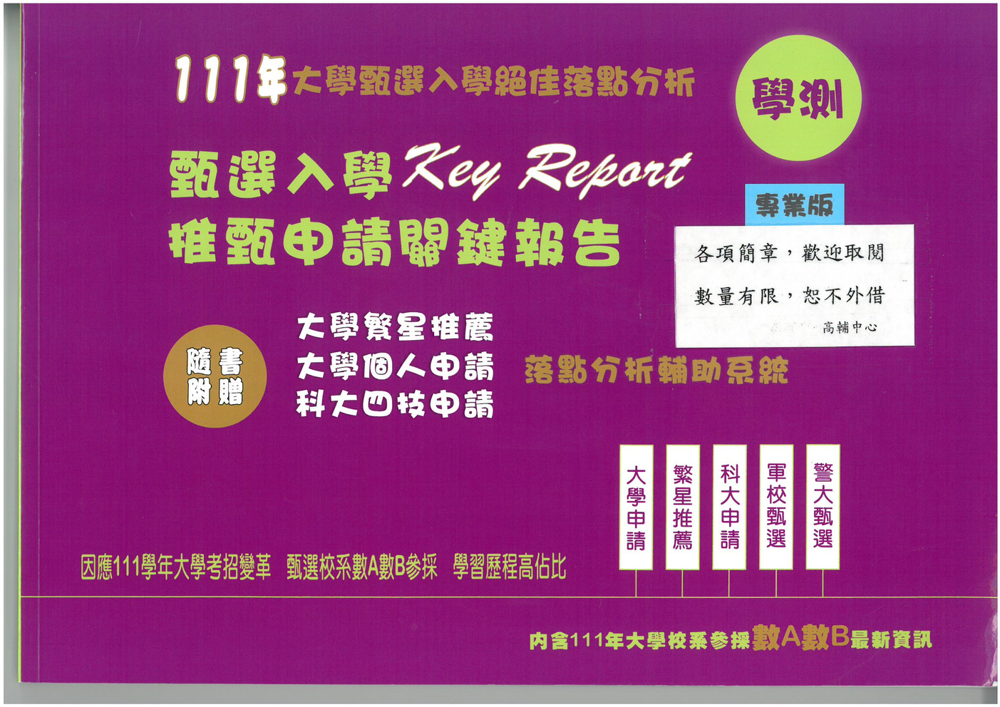 111年大學甄選入學絕佳落點分析
學測
甄選入學Key Report
推甄申請關鍵報告
專業版
各項簡章，歡迎取閱
數量有限，恕不外借
高輔中心
隨書
附贈
大學繁星推薦
大學個人申請
科大四技申請
落點分析輔助系統
大學申請
繁星推薦
科大申請
軍校甄選
警大甄選
因應111學年大學考招變革 甄選校系數A數B參採 學習歷程高佔比
內含111年大學校系參採數A數B最新資訊